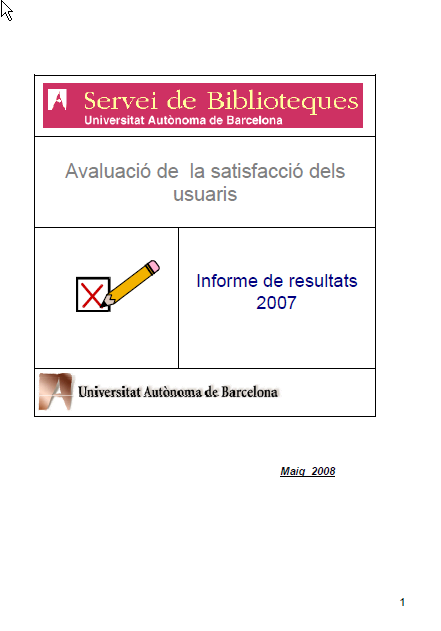 Servei de Biblioteques
Universitat Autònoma de Barcelona
Avaluació de la satisfacció dels
usuaris
Informe de resultats
2007
Universitat Autònoma de Barcelona
Maig 2008
1